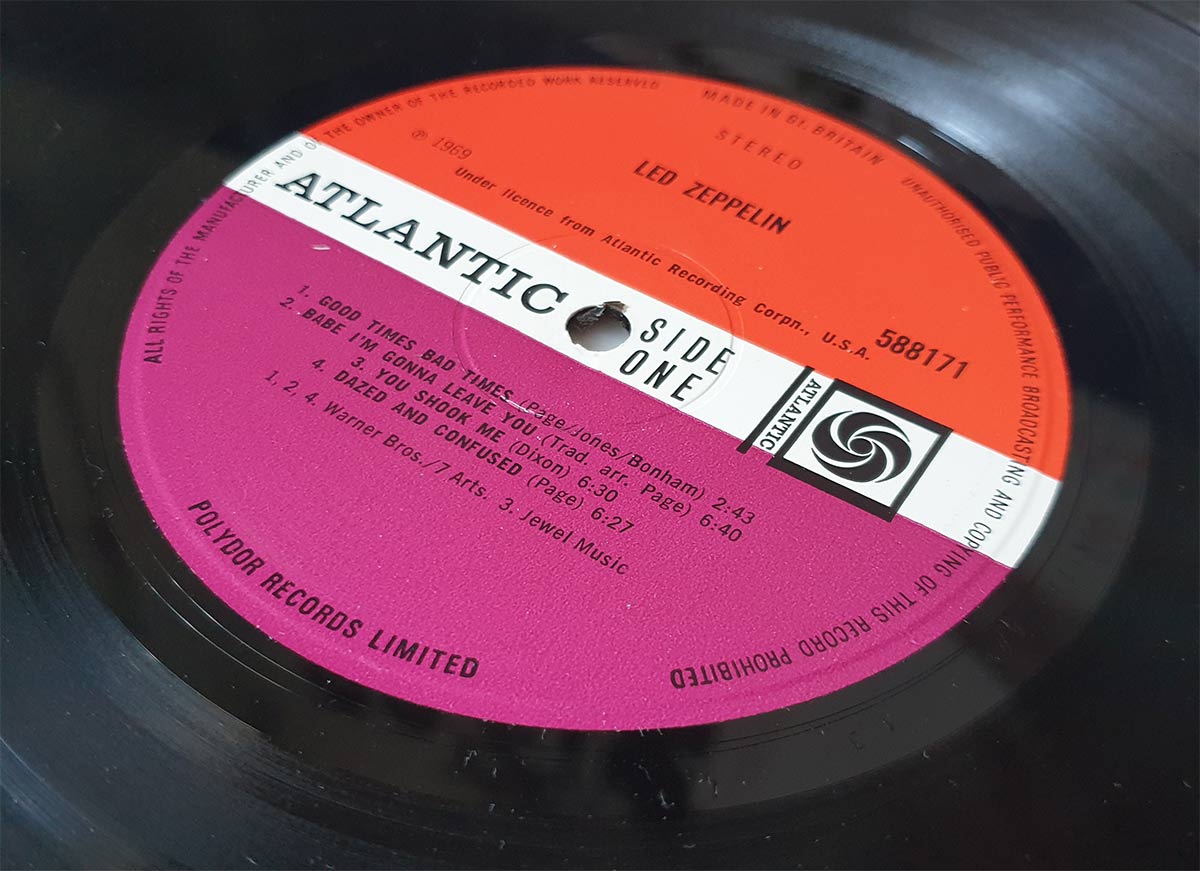 ALL RIGHTS OF THE MANUFACTURER AND OF THE OWNER OF THE RECORDED WORK RESERVED
MADE IN GT. BRITAIN
UNAUTHORISED PUBLIC PERFORMANCE BROADCASTING AND COPYING OF THIS RECORD PROHIBITED
STEREO
℗ 1969
LED ZEPPELIN
Under licence from Atlantic Recording Corpn., U.S.A.
588171
ATLANTIC
SIDE
ONE
ATLANTIC
1. GOOD TIMES BAD TIMES (Page/Jones/Bonham) 2:43
2. BABE I'M GONNA LEAVE YOU (Trad. arr. Page) 6:40
3. YOU SHOOK ME (Dixon) 6:30
4. DAZED AND CONFUSED (Page) 6:27
1, 2, 4. Warner Bros./7 Arts. 3. Jewel Music
POLYDOR RECORDS LIMITED